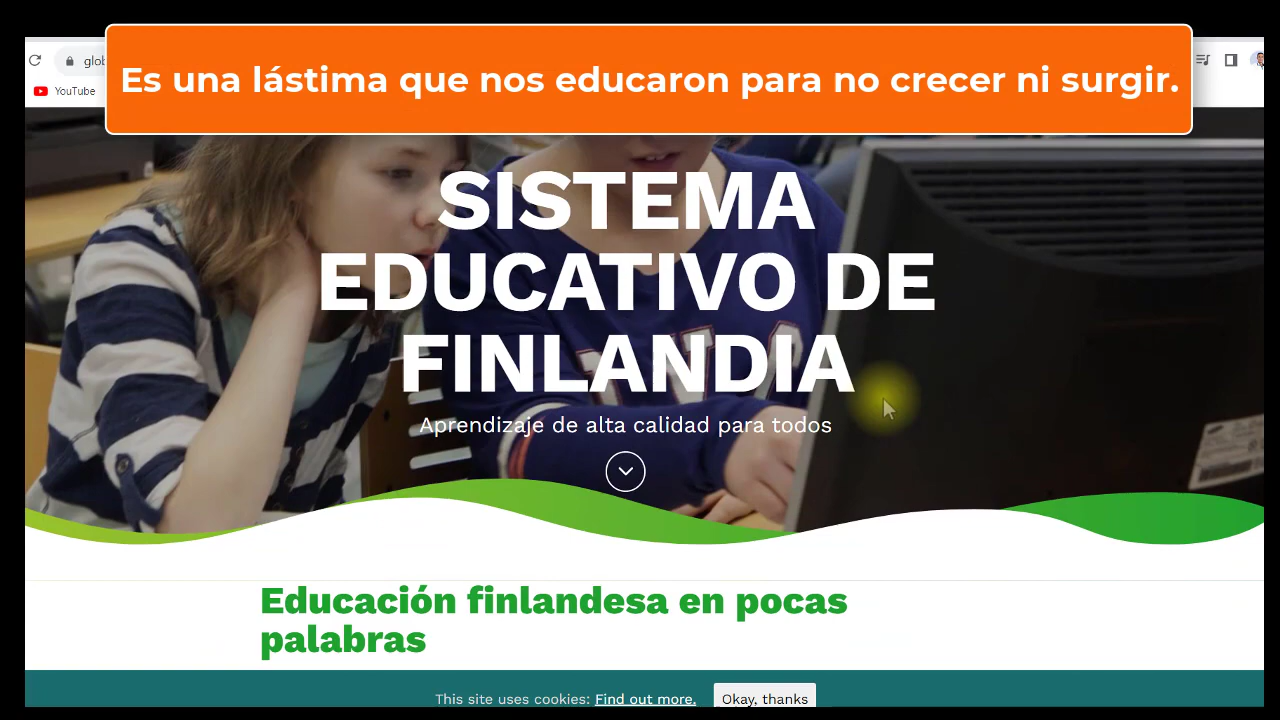 Es una lástima que nos educaron para no crecer ni surgir.
glob
YouTube
SISTEMA
EDUCATIVO DE
FINLANDIA
Aprendizaje de alta calidad para todos
Educación finlandesa en pocas
palabras
This site uses cookies: Find out more. Okay, thanks